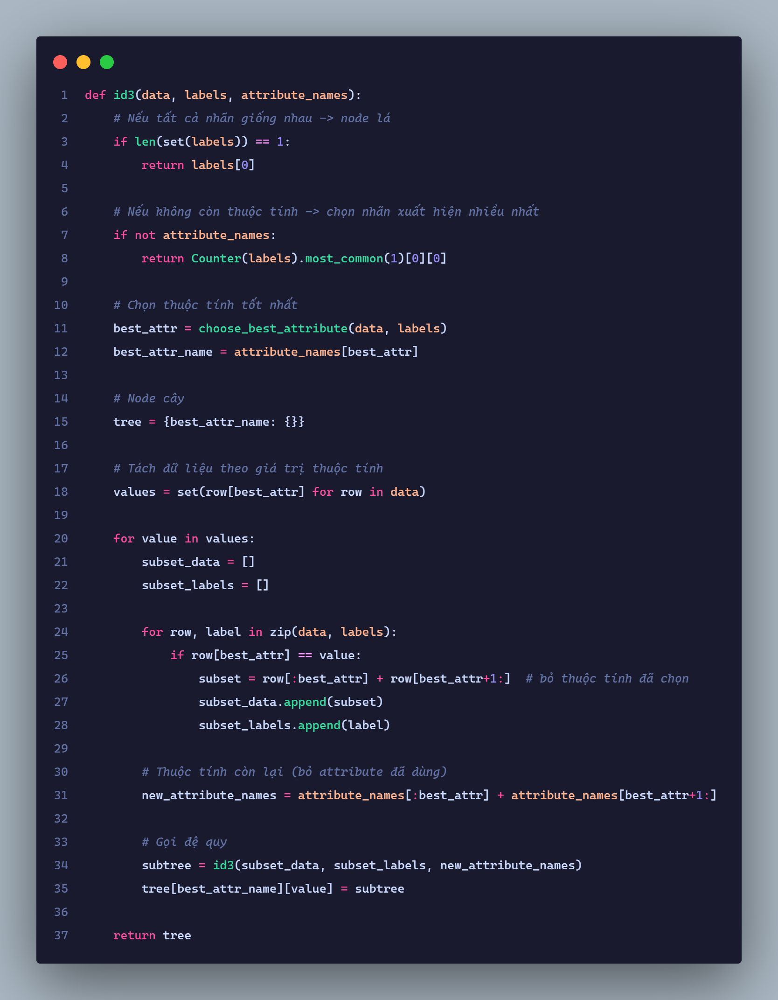 1 def id3(data, labels, attribute_names):
2     # Nếu tất cả nhãn giống nhau -> node lá
3     if len(set(labels)) == 1:
4         return labels[0]
5
6     # Nếu không còn thuộc tính -> chọn nhãn xuất hiện nhiều nhất
7     if not attribute_names:
8         return Counter(labels).most_common(1)[0][0]
9
10     # Chọn thuộc tính tốt nhất
11     best_attr = choose_best_attribute(data, labels)
12     best_attr_name = attribute_names[best_attr]
13
14     # Node cây
15     tree = {best_attr_name: {}}
16
17     # Tách dữ liệu theo giá trị thuộc tính
18     values = set(row[best_attr] for row in data)
19
20     for value in values:
21         subset_data = []
22         subset_labels = []
23
24         for row, label in zip(data, labels):
25             if row[best_attr] == value:
26                 subset = row[:best_attr] + row[best_attr+1:]  # bỏ thuộc tính đã chọn
27                 subset_data.append(subset)
28                 subset_labels.append(label)
29
30         # Thuộc tính còn lại (bỏ attribute đã dùng)
31         new_attribute_names = attribute_names[:best_attr] + attribute_names[best_attr+1:]
32
33         # Gọi đệ quy
34         subtree = id3(subset_data, subset_labels, new_attribute_names)
35         tree[best_attr_name][value] = subtree
36
37     return tree